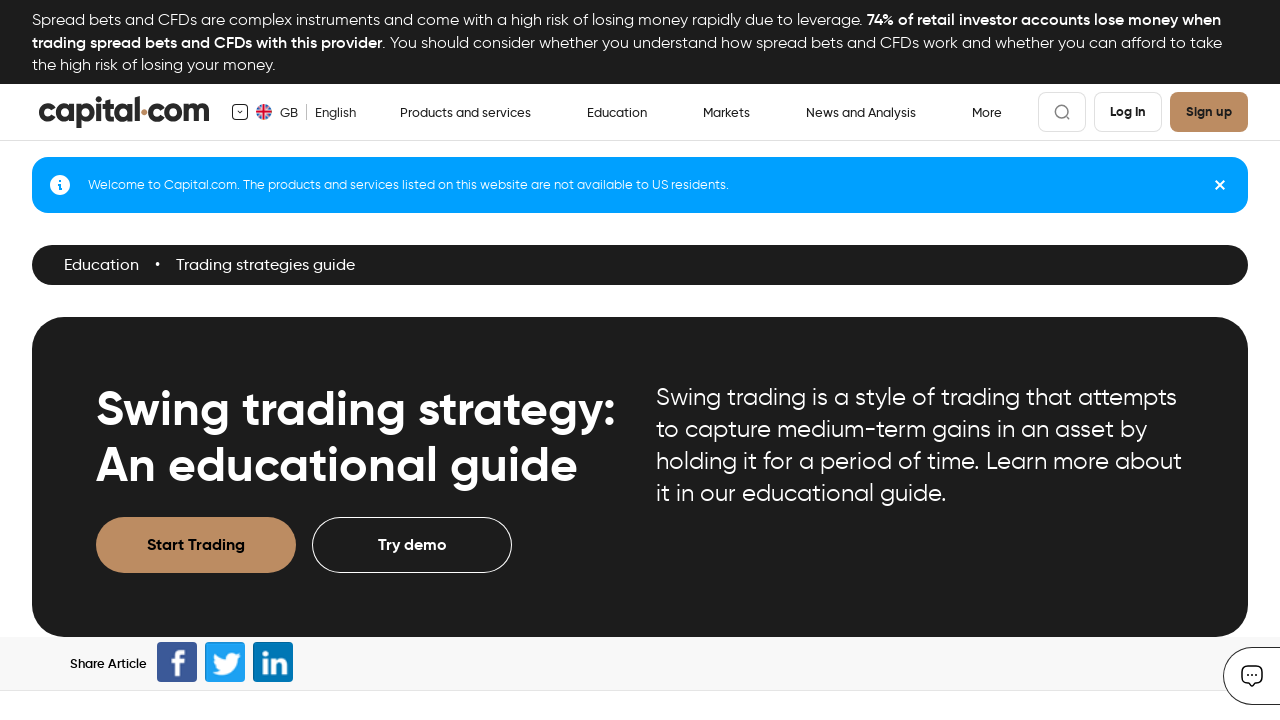 Spread bets and CFDs are complex instruments and come with a high risk of losing money rapidly due to leverage. 74% of retail investor accounts lose money when
trading spread bets and CFDs with this provider. You should consider whether you understand how spread bets and CFDs work and whether you can afford to take
the high risk of losing your money.
capital.com GB English Products and services Education Markets News and Analysis More Log In Sign up
Welcome to Capital.com. The products and services listed on this website are not available to US residents.
Education • Trading strategies guide
Swing trading strategy:
An educational guide
Swing trading is a style of trading that attempts
to capture medium-term gains in an asset by
holding it for a period of time. Learn more about
it in our educational guide.
Start Trading Try demo
Share Article